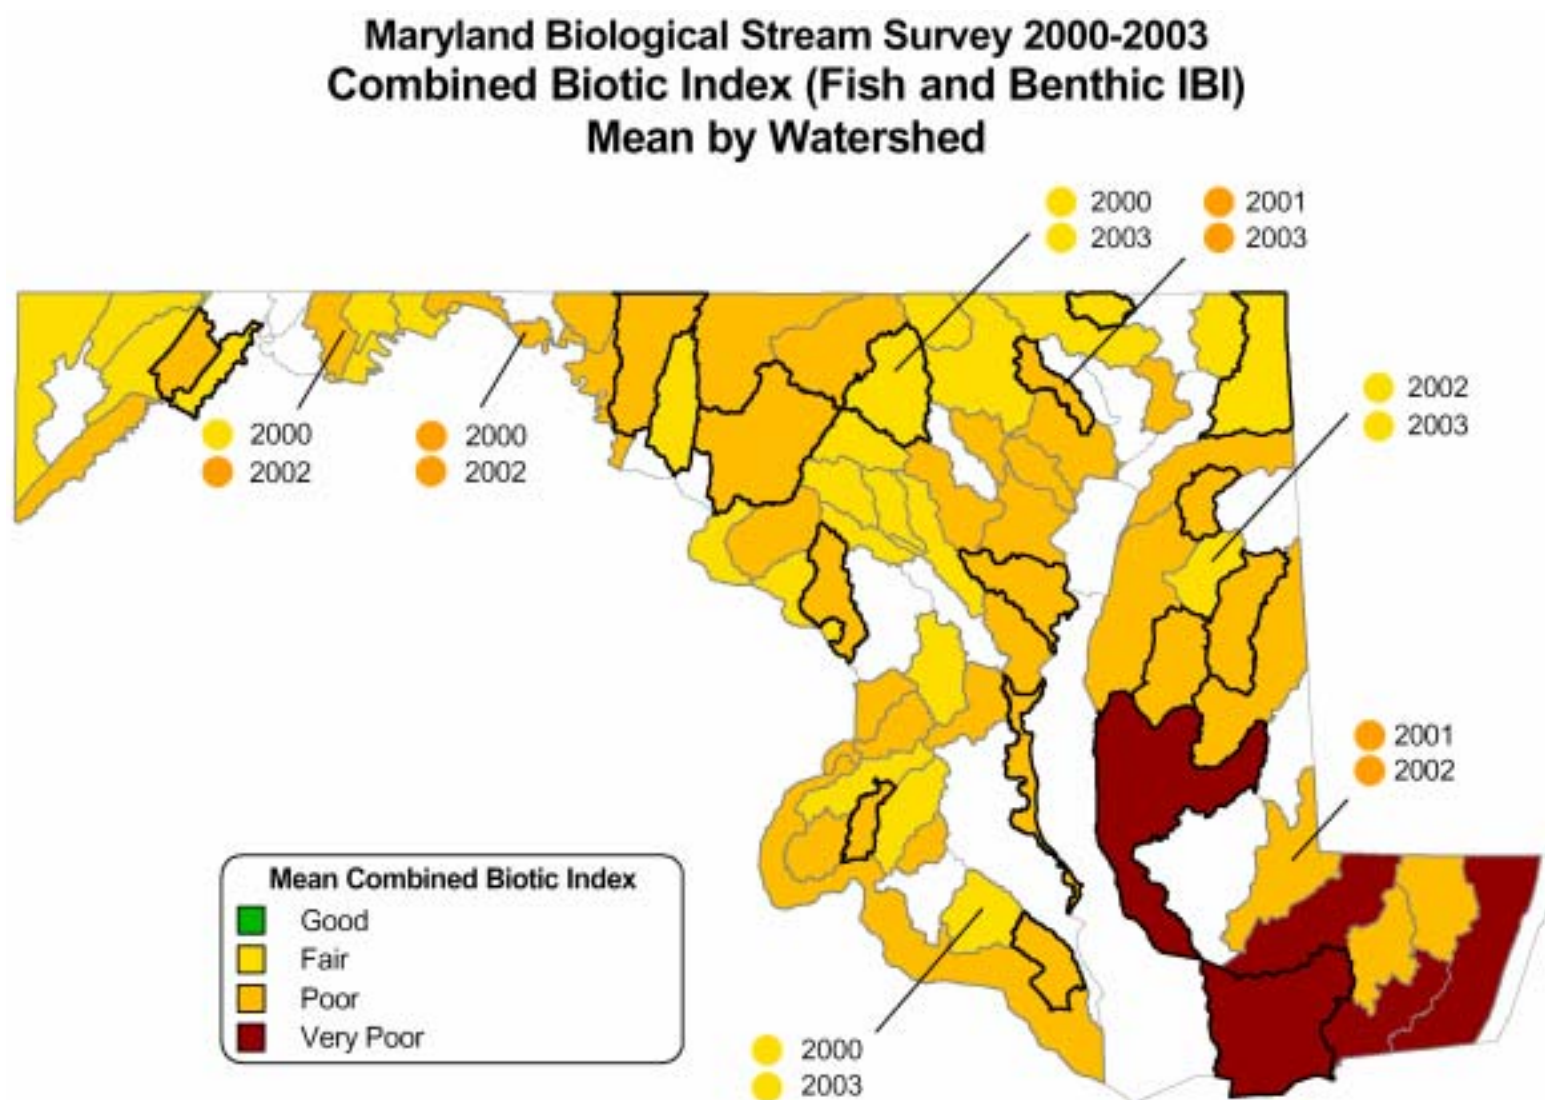 Maryland Biological Stream Survey 2000-2003
Combined Biotic Index (Fish and Benthic IBI)
Mean by Watershed
2000
2003
2001
2003
2002
2003
2000
2002
2000
2002
2001
2002
Mean Combined Biotic Index
Good
Fair
Poor
Very Poor
2000
2003